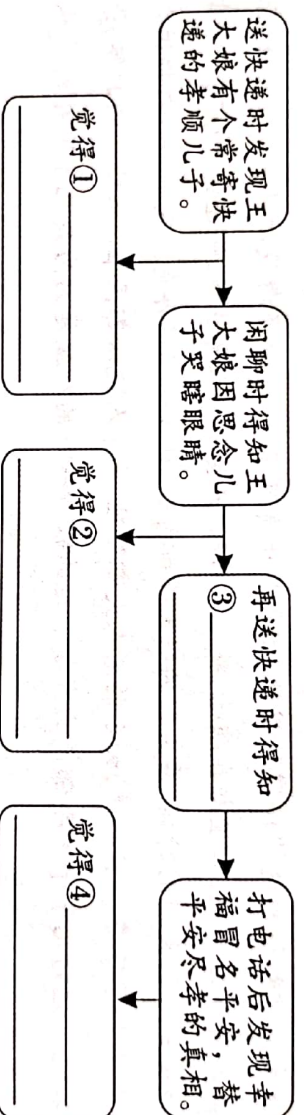 送快递时发现王
大娘有个常寄快
递的孝顺儿子。
觉得①
闲聊时得知王
大娘因思念儿
子哭瞎眼睛。
觉得②
再送快递时得知
③
打电话后发现幸
福冒名平安，替
平安尽孝的真相。
觉得④